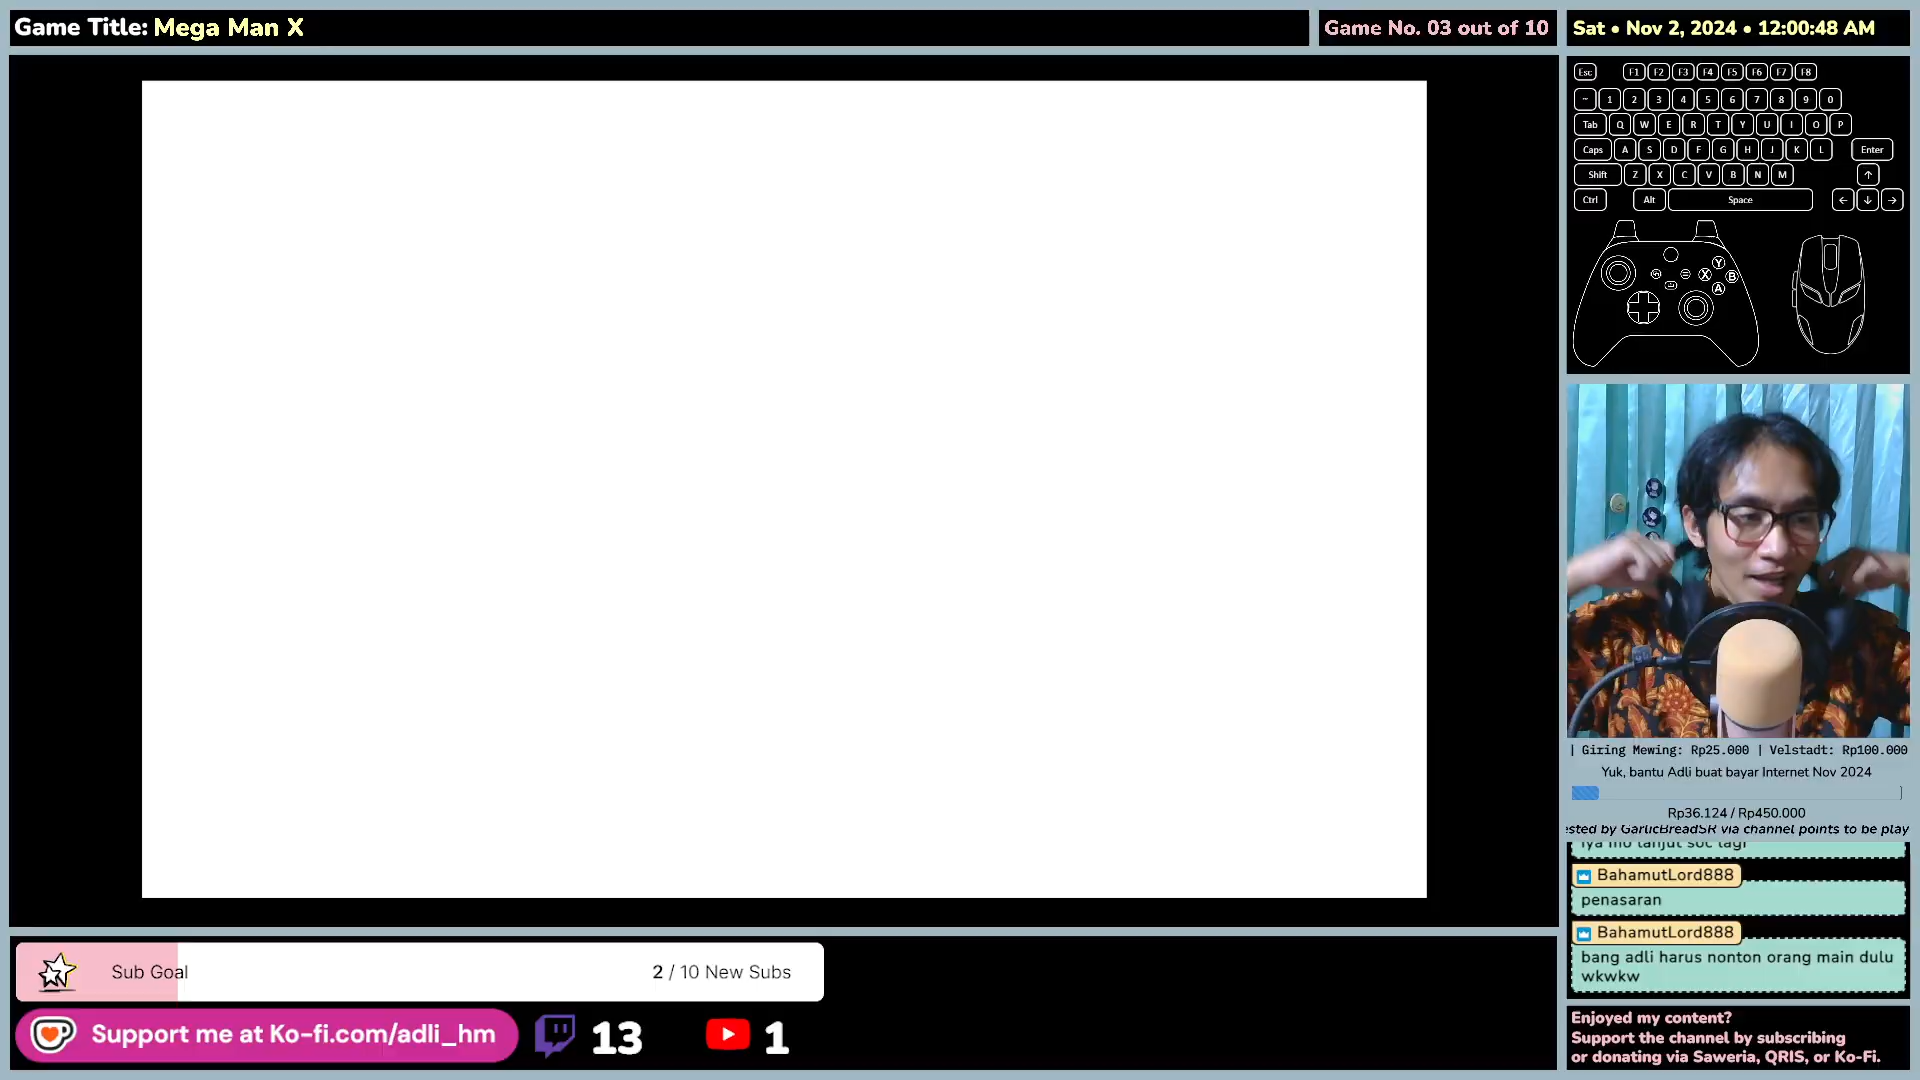 Game Title: Mega Man X
Game No. 03 out of 10
Sat • Nov 2, 2024 • 12:00:48 AM
Esc F1 F2 F3 F4 F5 F6 F7 F8
~ 1 2 3 4 5 6 7 8 9 0
Tab Q W E R T Y U I O P
Caps A S D F G H J K L Enter
Shift Z X C V B N M ↑
Ctrl Alt Space ← ↓ →
Y
X B
A
| Giring Mewing: Rp25.000 | Velstadt: Rp100.000
Yuk, bantu Adli buat bayar Internet Nov 2024
Rp36.124 / Rp450.000
ested by GarlicBreadSR via channel points to be play
BahamutLord888
penasaran
BahamutLord888
bang adli harus nonton orang main dulu
wkwkw
Sub Goal
2 / 10 New Subs
Support me at Ko-fi.com/adli_hm
13
1
Enjoyed my content?
Support the channel by subscribing
or donating via Saweria, QRIS, or Ko-Fi.